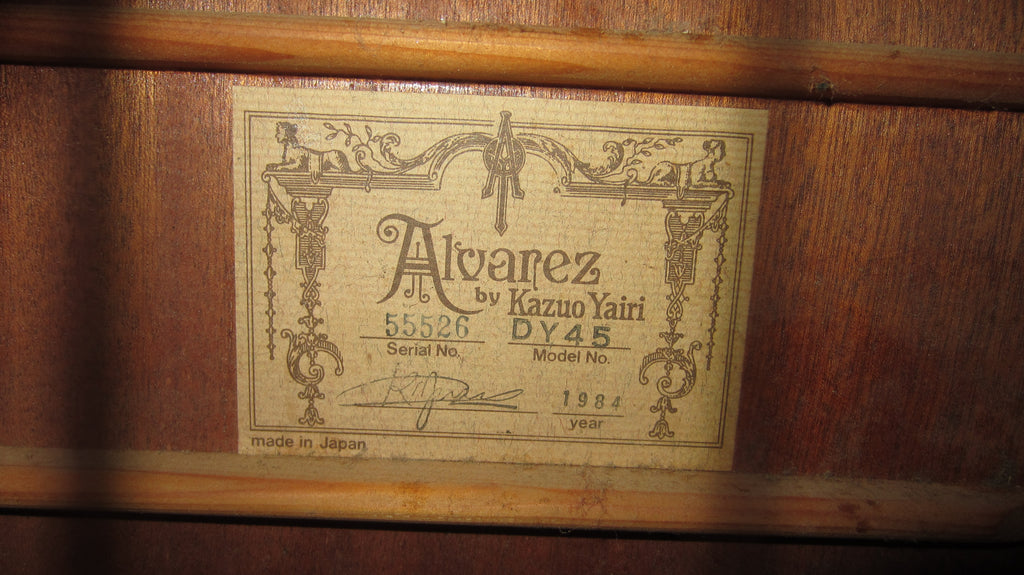 Alvarez
by Kazuo Yairi
55526 DY45
Serial No. Model No.
1984
year
made in Japan